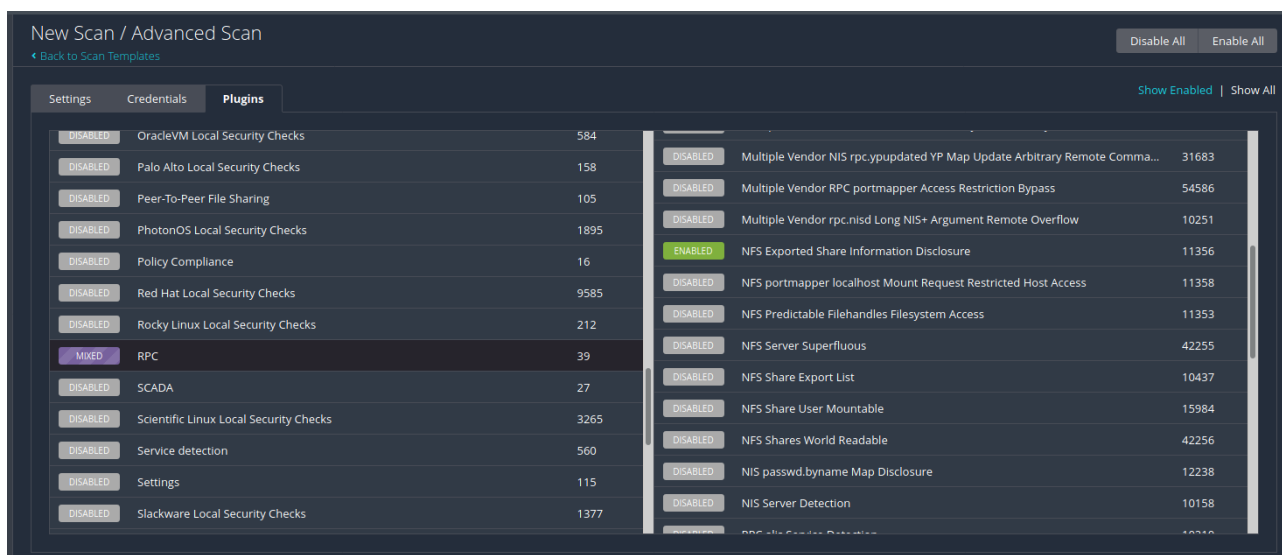 New Scan / Advanced Scan
Back to Scan Templates
Disable All
Enable All
Settings
Credentials
Plugins
Show Enabled | Show All
DISABLED OracleVM Local Security Checks 584
DISABLED Palo Alto Local Security Checks 158
DISABLED Peer-To-Peer File Sharing 105
DISABLED PhotonOS Local Security Checks 1895
DISABLED Policy Compliance 16
DISABLED Red Hat Local Security Checks 9585
DISABLED Rocky Linux Local Security Checks 212
MIXED RPC 39
DISABLED SCADA 27
DISABLED Scientific Linux Local Security Checks 3265
DISABLED Service detection 560
DISABLED Settings 115
DISABLED Slackware Local Security Checks 1377
DISABLED Multiple Vendor NIS rpc.ypupdated YP Map Update Arbitrary Remote Comma... 31683
DISABLED Multiple Vendor RPC portmapper Access Restriction Bypass 54586
DISABLED Multiple Vendor rpc.nisd Long NIS+ Argument Remote Overflow 10251
ENABLED NFS Exported Share Information Disclosure 11356
DISABLED NFS portmapper localhost Mount Request Restricted Host Access 11358
DISABLED NFS Predictable Filehandles Filesystem Access 11353
DISABLED NFS Server Superfluous 42255
DISABLED NFS Share Export List 10437
DISABLED NFS Share User Mountable 15984
DISABLED NFS Shares World Readable 42256
DISABLED NIS passwd.byname Map Disclosure 12238
DISABLED NIS Server Detection 10158